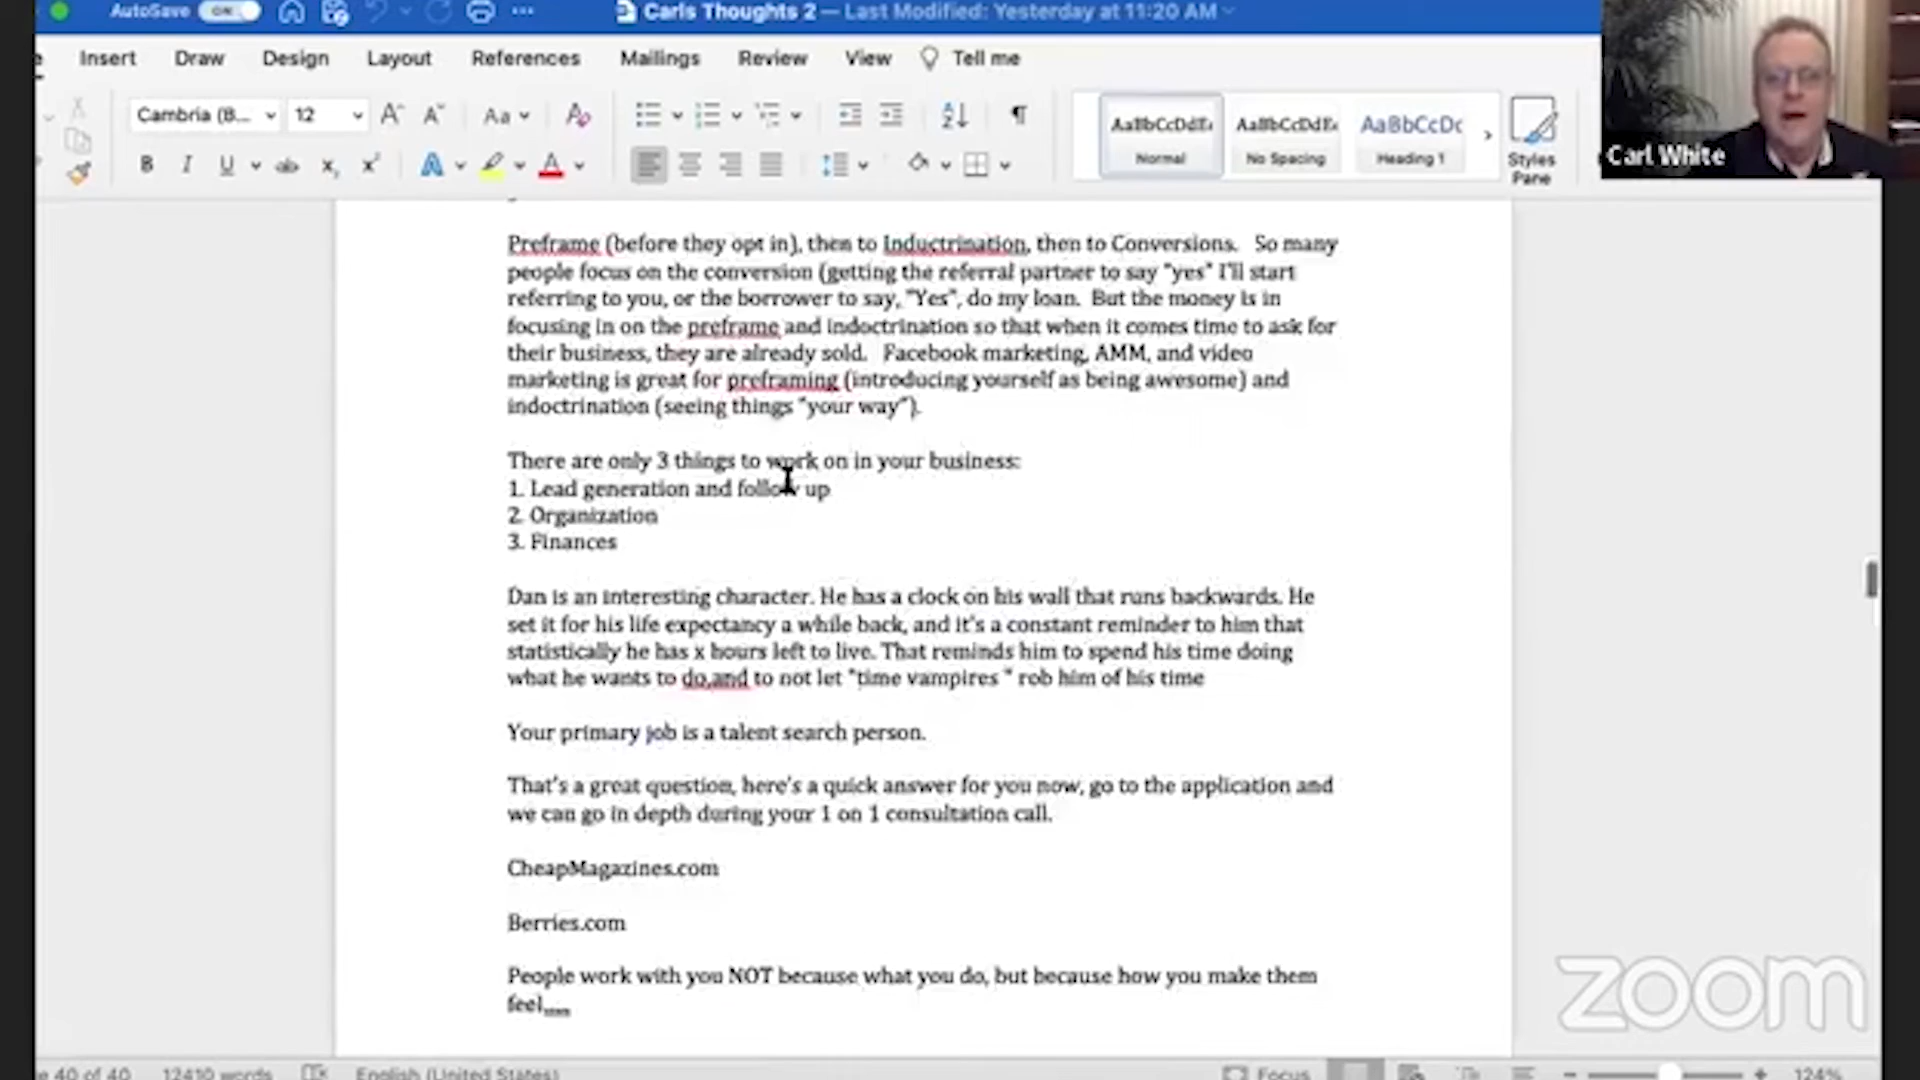 AutoSave ON
Carls Thoughts 2 — Last Modified: Yesterday at 11:20 AM
Insert Draw Design Layout References Mailings Review View Tell me
Cambria (B... 12 Aa
AaBbCcDdEe AaBbCcDdEe AaBbCcDc
Normal No Spacing Heading 1
Styles
Pane
Carl White
Preframe (before they opt in), then to Inductrination, then to Conversions. So many
people focus on the conversion (getting the referral partner to say "yes" I'll start
referring to you, or the borrower to say, "Yes", do my loan. But the money is in
focusing in on the preframe and indoctrination so that when it comes time to ask for
their business, they are already sold. Facebook marketing, AMM, and video
marketing is great for preframing (introducing yourself as being awesome) and
indoctrination (seeing things "your way").
There are only 3 things to work on in your business:
1. Lead generation and follow up
2. Organization
3. Finances
Dan is an interesting character. He has a clock on his wall that runs backwards. He
set it for his life expectancy a while back, and it's a constant reminder to him that
statistically he has x hours left to live. That reminds him to spend his time doing
what he wants to do,and to not let "time vampires " rob him of his time
Your primary job is a talent search person.
That's a great question, here's a quick answer for you now, go to the application and
we can go in depth during your 1 on 1 consultation call.
CheapMagazines.com
Berries.com
People work with you NOT because what you do, but because how you make them
feel
zoom
40 of 40 12410 words English (United States) Focus 124%